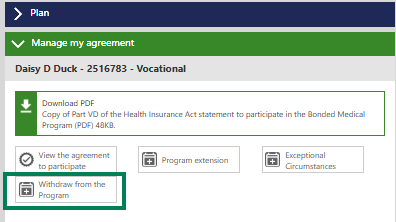 Plan
Manage my agreement
Daisy D Duck - 2516783 - Vocational
Download PDF
Copy of Part VD of the Health Insurance Act statement to participate in the Bonded Medical
Program (PDF) 48KB.
View the agreement
to participate
Program extension
Exceptional
Circumstances
Withdraw from the
Program